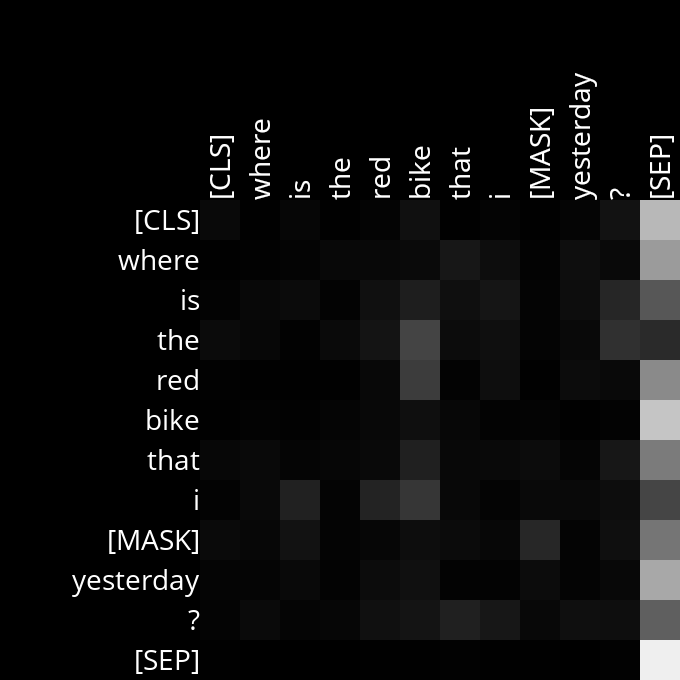 [CLS] where is the red bike that i [MASK] yesterday ? [SEP]
[CLS]
where
is
the
red
bike
that
i
[MASK]
yesterday
?
[SEP]